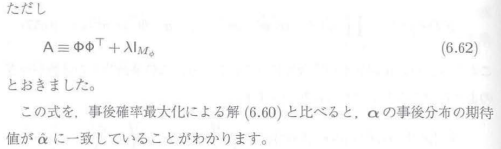 ただし
A ≡ ΦΦ⊤ + λI_{M_φ} (6.62)
とおきました。
この式を、事後確率最大化による解 (6.60) と比べると、α の事後分布の期待
値が α̂ に一致していることがわかります。